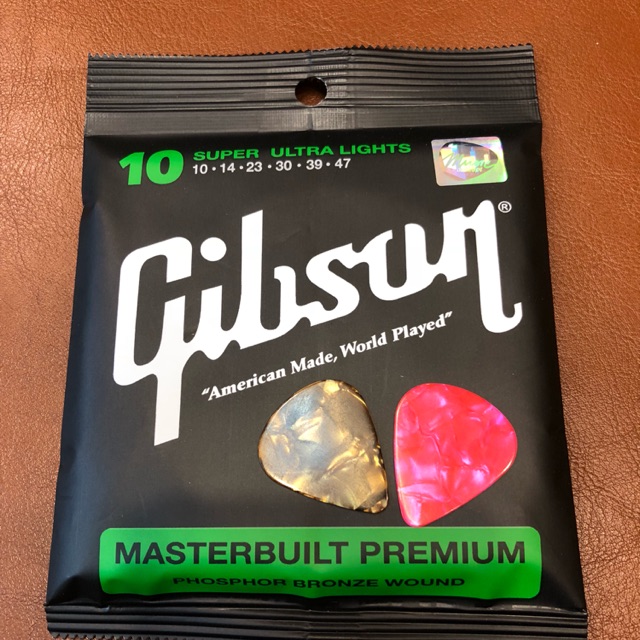 10 SUPER ULTRA LIGHTS
10 • 14 • 23 • 30 • 39 • 47
Gibson®
"American Made, World Played"
MASTERBUILT PREMIUM
PHOSPHOR BRONZE WOUND